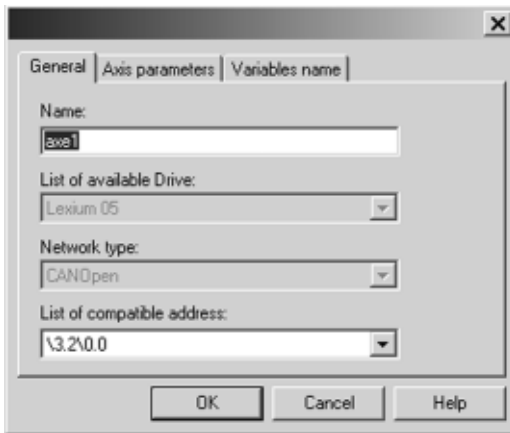 General Axis parameters Variables name
Name:
axe1
List of available Drive:
Lexium 05
Network type:
CANOpen
List of compatible address:
\3.2\0.0
OK Cancel Help